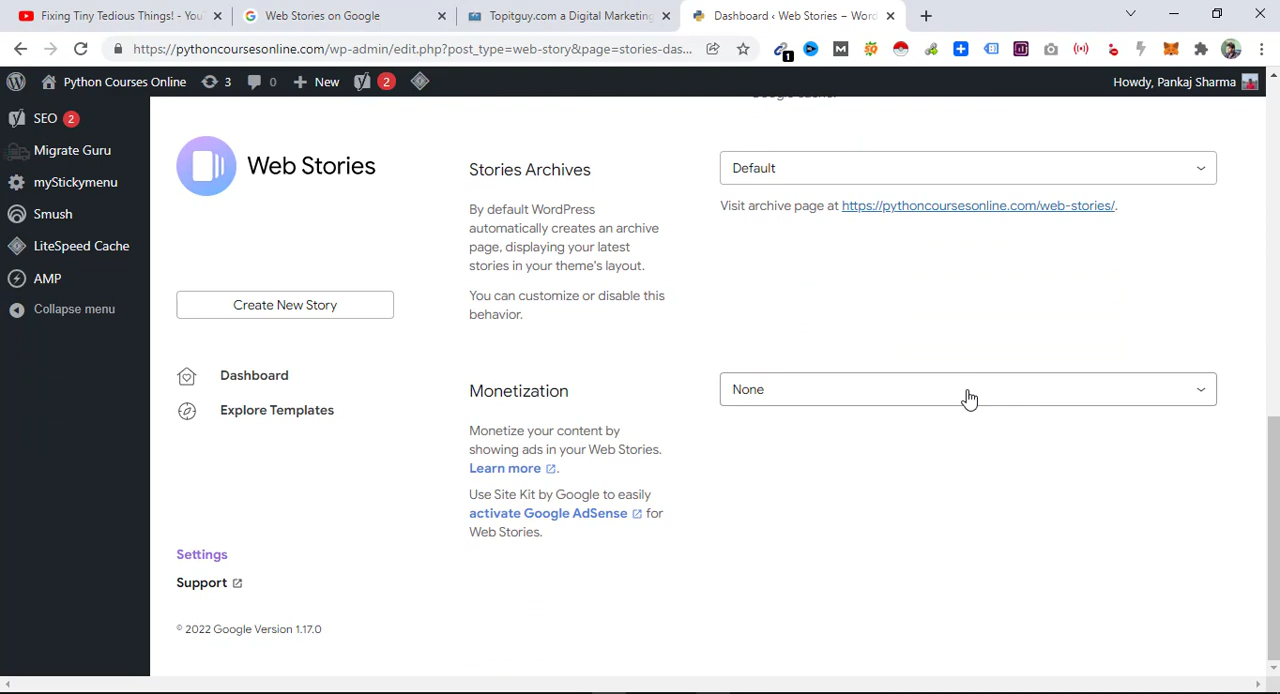 Fixing Tiny Tedious Things! - You
Web Stories on Google
Topitguy.com a Digital Marketing
Dashboard ‹ Web Stories – Word
https://pythoncoursesonline.com/wp-admin/edit.php?post_type=web-story&page=stories-das...
1
Python Courses Online
3
0
New
2
Howdy, Pankaj Sharma
SEO 2
Migrate Guru
myStickymenu
Smush
LiteSpeed Cache
AMP
Collapse menu
Web Stories
Create New Story
Dashboard
Explore Templates
Settings
Support
© 2022 Google Version 1.17.0
Google cache.
Stories Archives
By default WordPress
automatically creates an archive
page, displaying your latest
stories in your theme's layout.
You can customize or disable this
behavior.
Default
Visit archive page at https://pythoncoursesonline.com/web-stories/.
Monetization
Monetize your content by
showing ads in your Web Stories.
Learn more .
Use Site Kit by Google to easily
activate Google AdSense for
Web Stories.
None